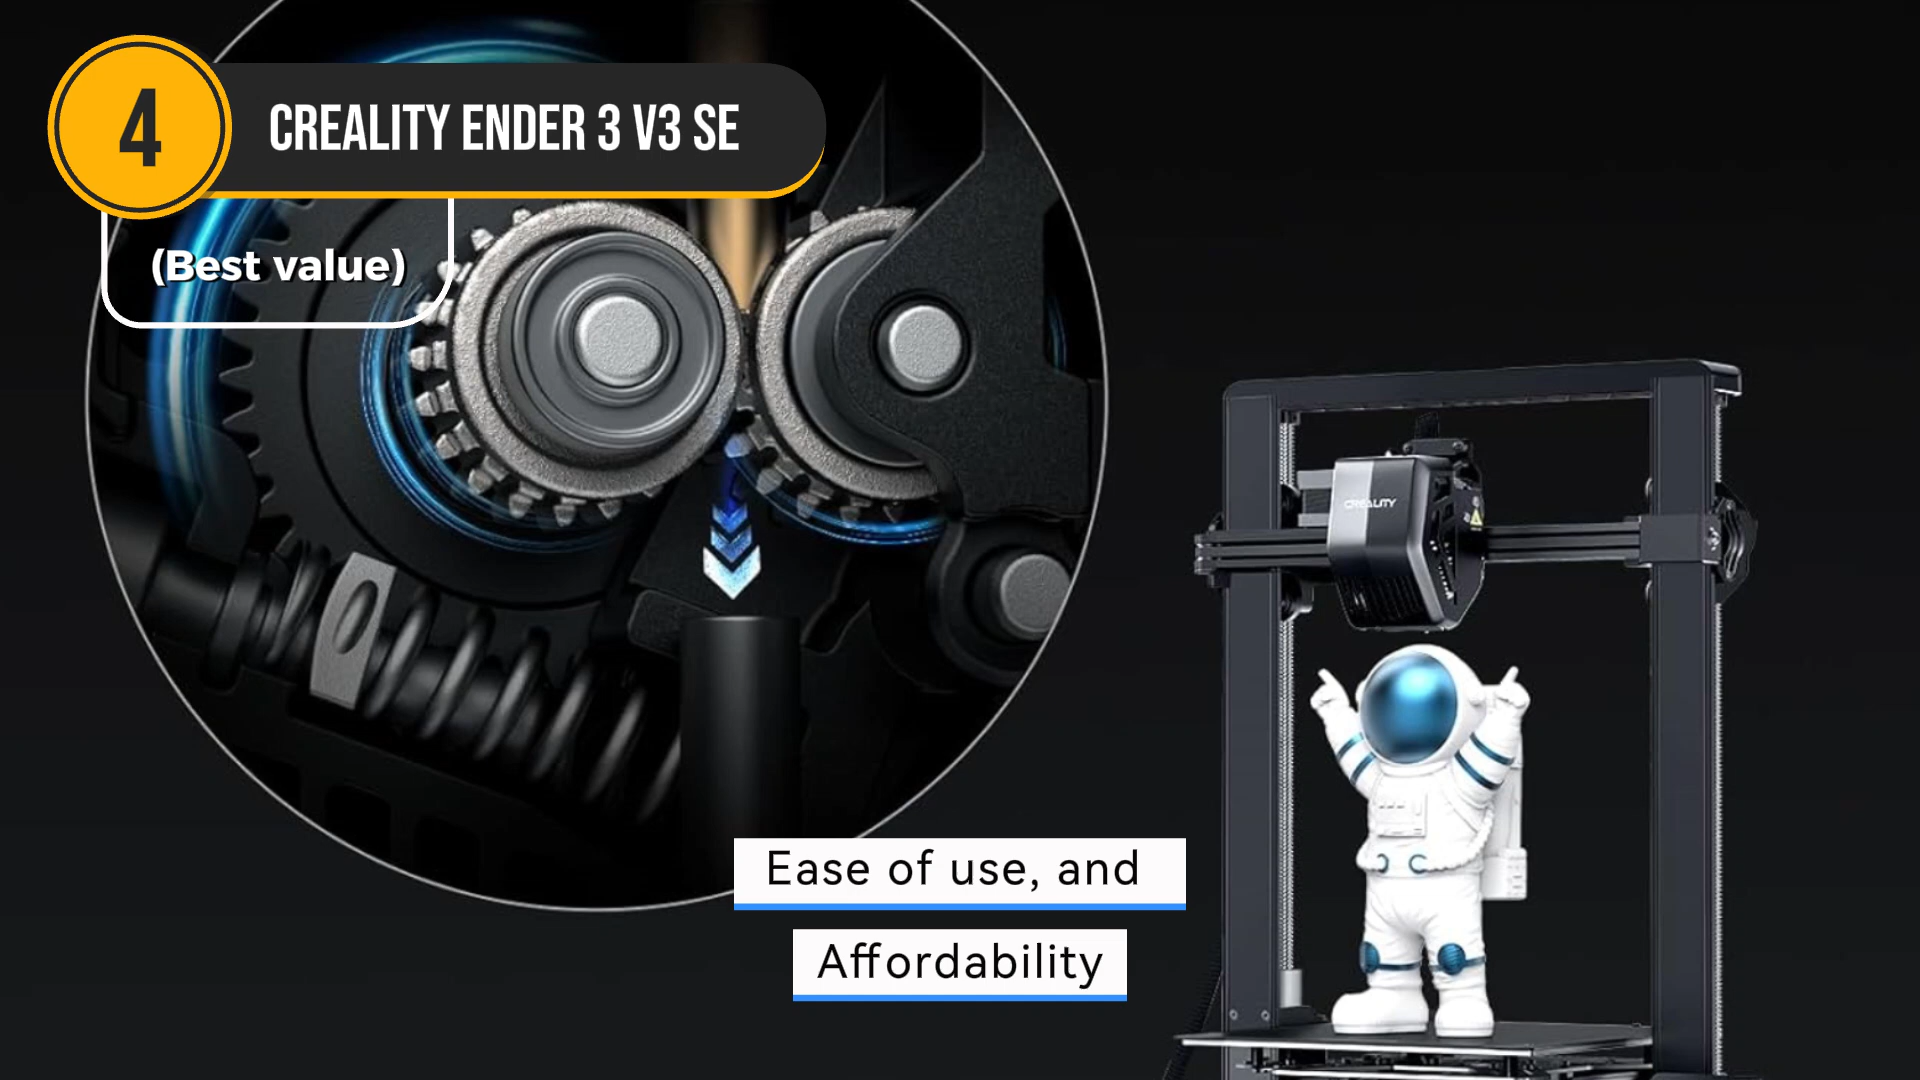 4
CREALITY ENDER 3 V3 SE
(Best value)
CREALITY
Ease of use, and
Affordability